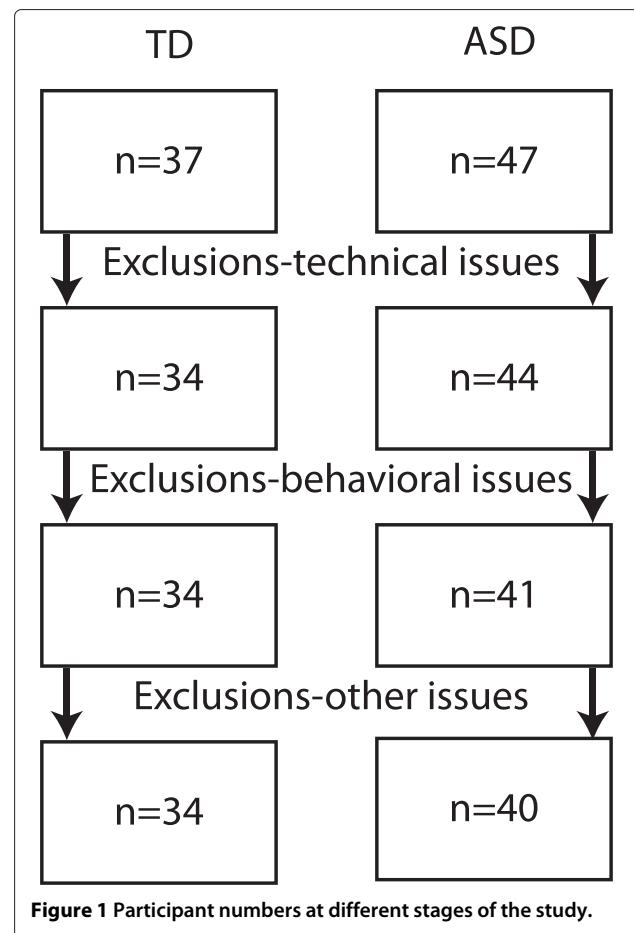 TD ASD
n=37 n=47
Exclusions-technical issues
n=34 n=44
Exclusions-behavioral issues
n=34 n=41
Exclusions-other issues
n=34 n=40
Figure 1 Participant numbers at different stages of the study.